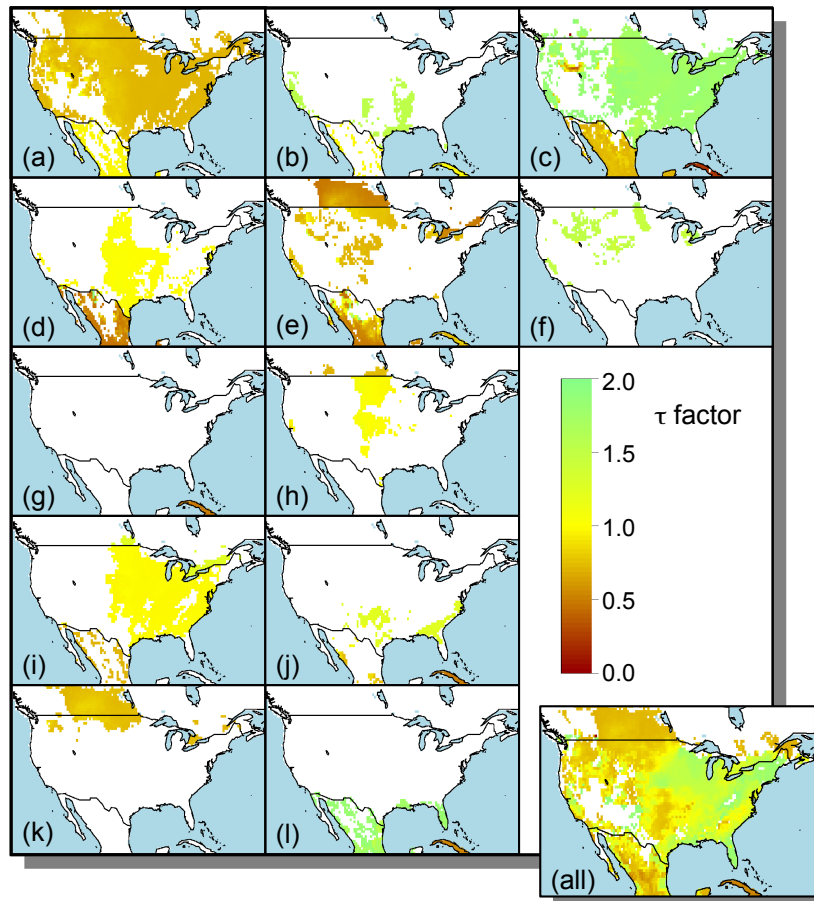 (a)
(b)
(c)
(d)
(e)
(f)
(g)
(h)
2.0
τ factor
1.5
1.0
0.5
0.0
(i)
(j)
(k)
(l)
(all)